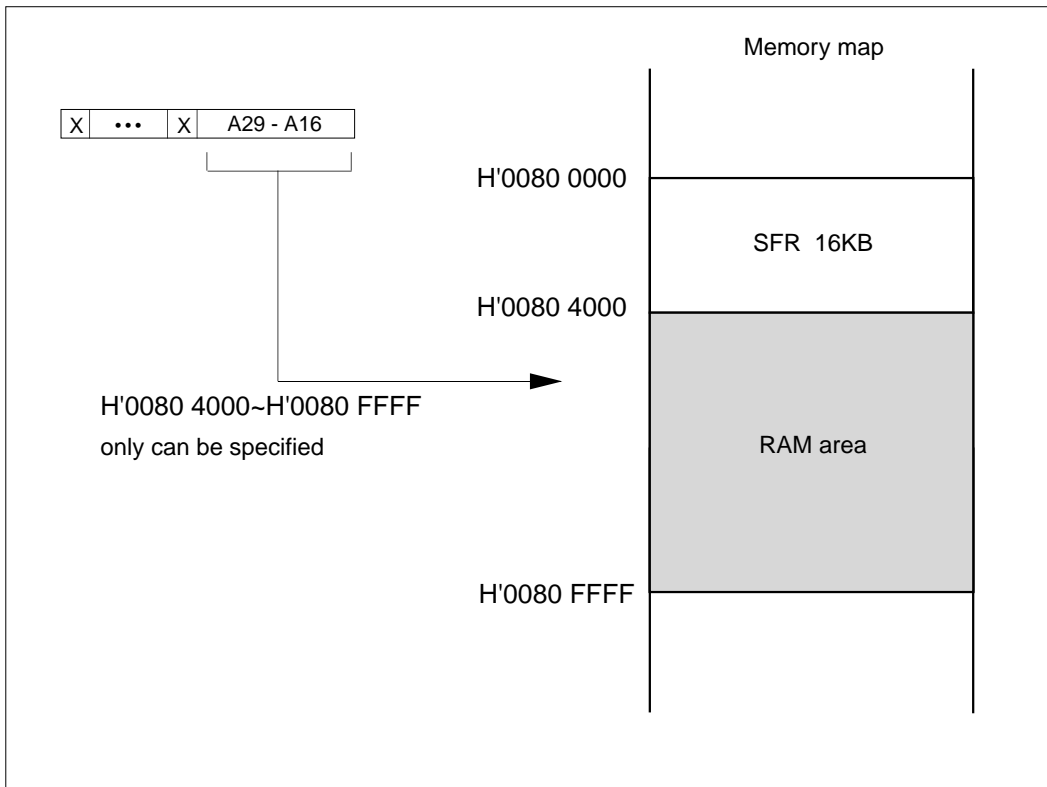 Memory map
X ••• X A29 - A16
H'0080 0000
SFR 16KB
H'0080 4000
H'0080 4000~H'0080 FFFF
only can be specified
RAM area
H'0080 FFFF